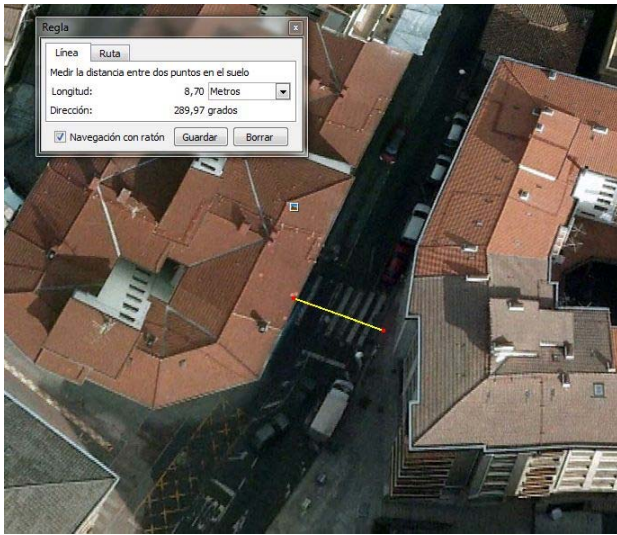 Regla
Línea Ruta
Medir la distancia entre dos puntos en el suelo
Longitud: 8,70 Metros
Dirección: 289,97 grados
Navegación con ratón Guardar Borrar